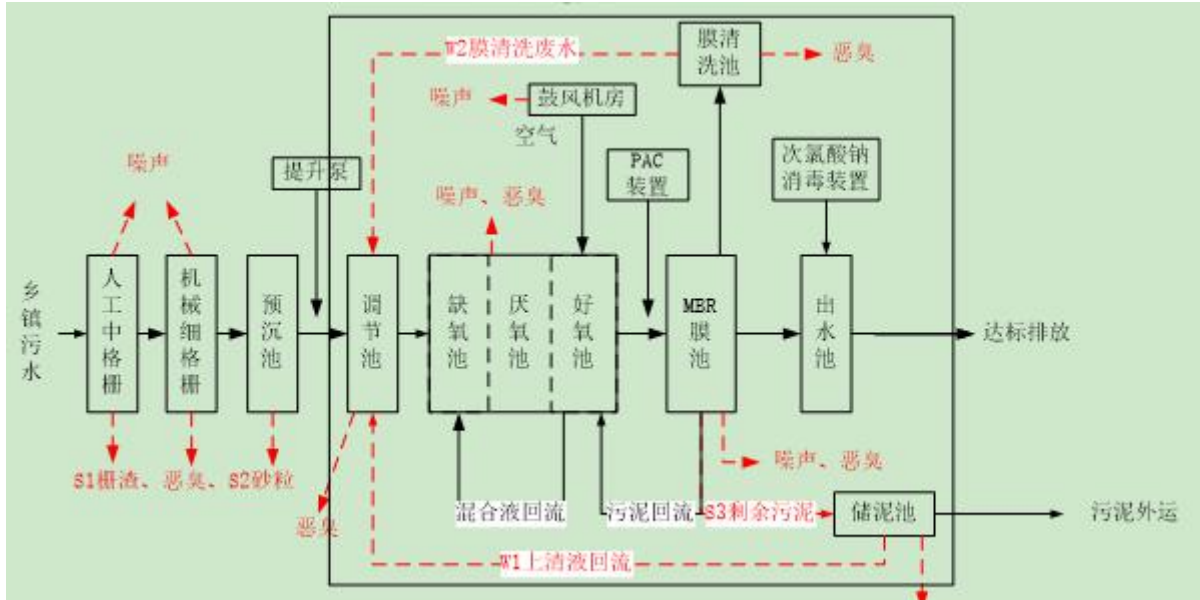 W2膜清洗废水
膜清
洗池
恶臭
噪声
鼓风机房
空气
噪声
提升泵
PAC
装置
次氯酸钠
消毒装置
噪声、恶臭
乡镇污水
人工中格栅
机械细格栅
预沉池
调节池
缺氧池
厌氧池
好氧池
MBR
膜池
出水池
达标排放
S1栅渣、恶臭、S2砂粒
噪声、恶臭
恶臭
混合液回流
污泥回流
S3剩余污泥
储泥池
污泥外运
W1上清液回流